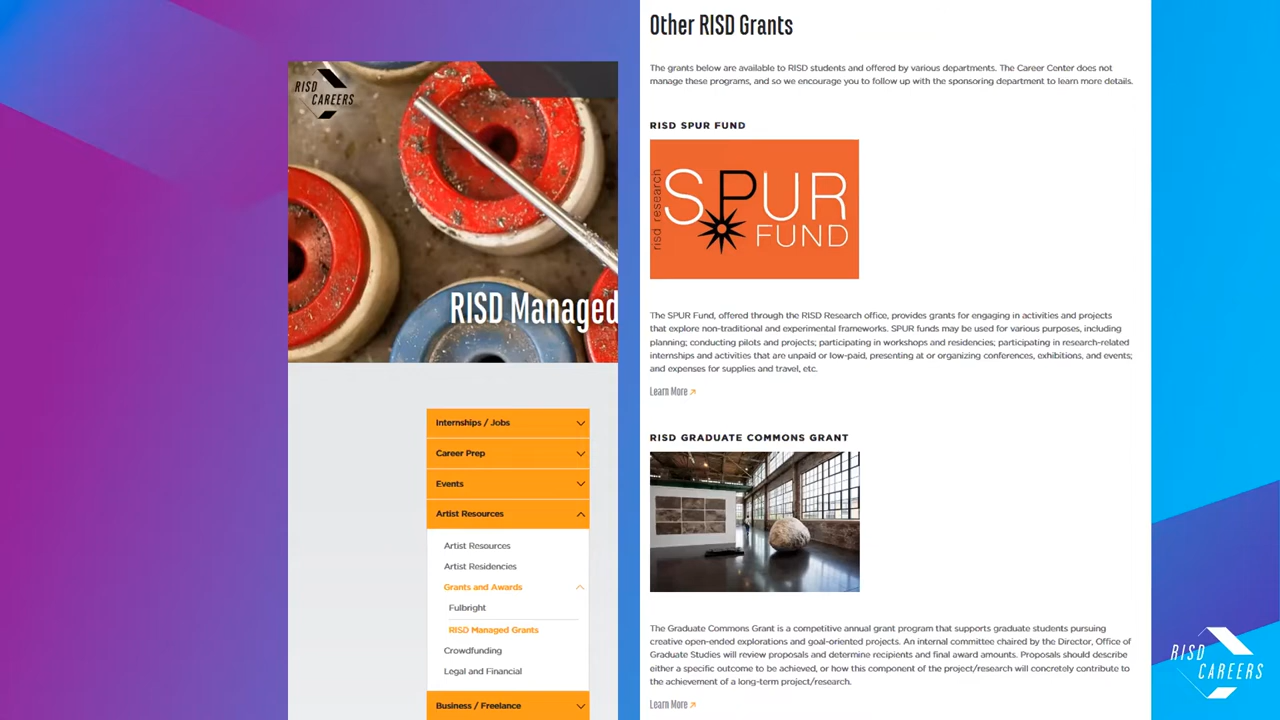 RISD
CAREERS
RISD Managed
Internships / Jobs
Career Prep
Events
Artist Resources
Artist Resources
Artist Residencies
Grants and Awards
Fulbright
RISD Managed Grants
Crowdfunding
Legal and Financial
Business / Freelance
Other RISD Grants
The grants below are available to RISD students and offered by various departments. The Career Center does not
manage these programs, and so we encourage you to follow up with the sponsoring department to learn more details.
RISD SPUR FUND
risd research
SPUR
FUND
The SPUR Fund, offered through the RISD Research office, provides grants for engaging in activities and projects
that explore non-traditional and experimental frameworks. SPUR funds may be used for various purposes, including
planning; conducting pilots and projects; participating in workshops and residencies; participating in research-related
internships and activities that are unpaid or low-paid, presenting at or organizing conferences, exhibitions, and events;
and expenses for supplies and travel, etc.
Learn More
RISD GRADUATE COMMONS GRANT
The Graduate Commons Grant is a competitive annual grant program that supports graduate students pursuing
creative open-ended explorations and goal-oriented projects. An internal committee chaired by the Director, Office of
Graduate Studies will review proposals and determine recipients and final award amounts. Proposals should describe
either a specific outcome to be achieved, or how this component of the project/research will concretely contribute to
the achievement of a long-term project/research.
Learn More
RISD
CAREERS